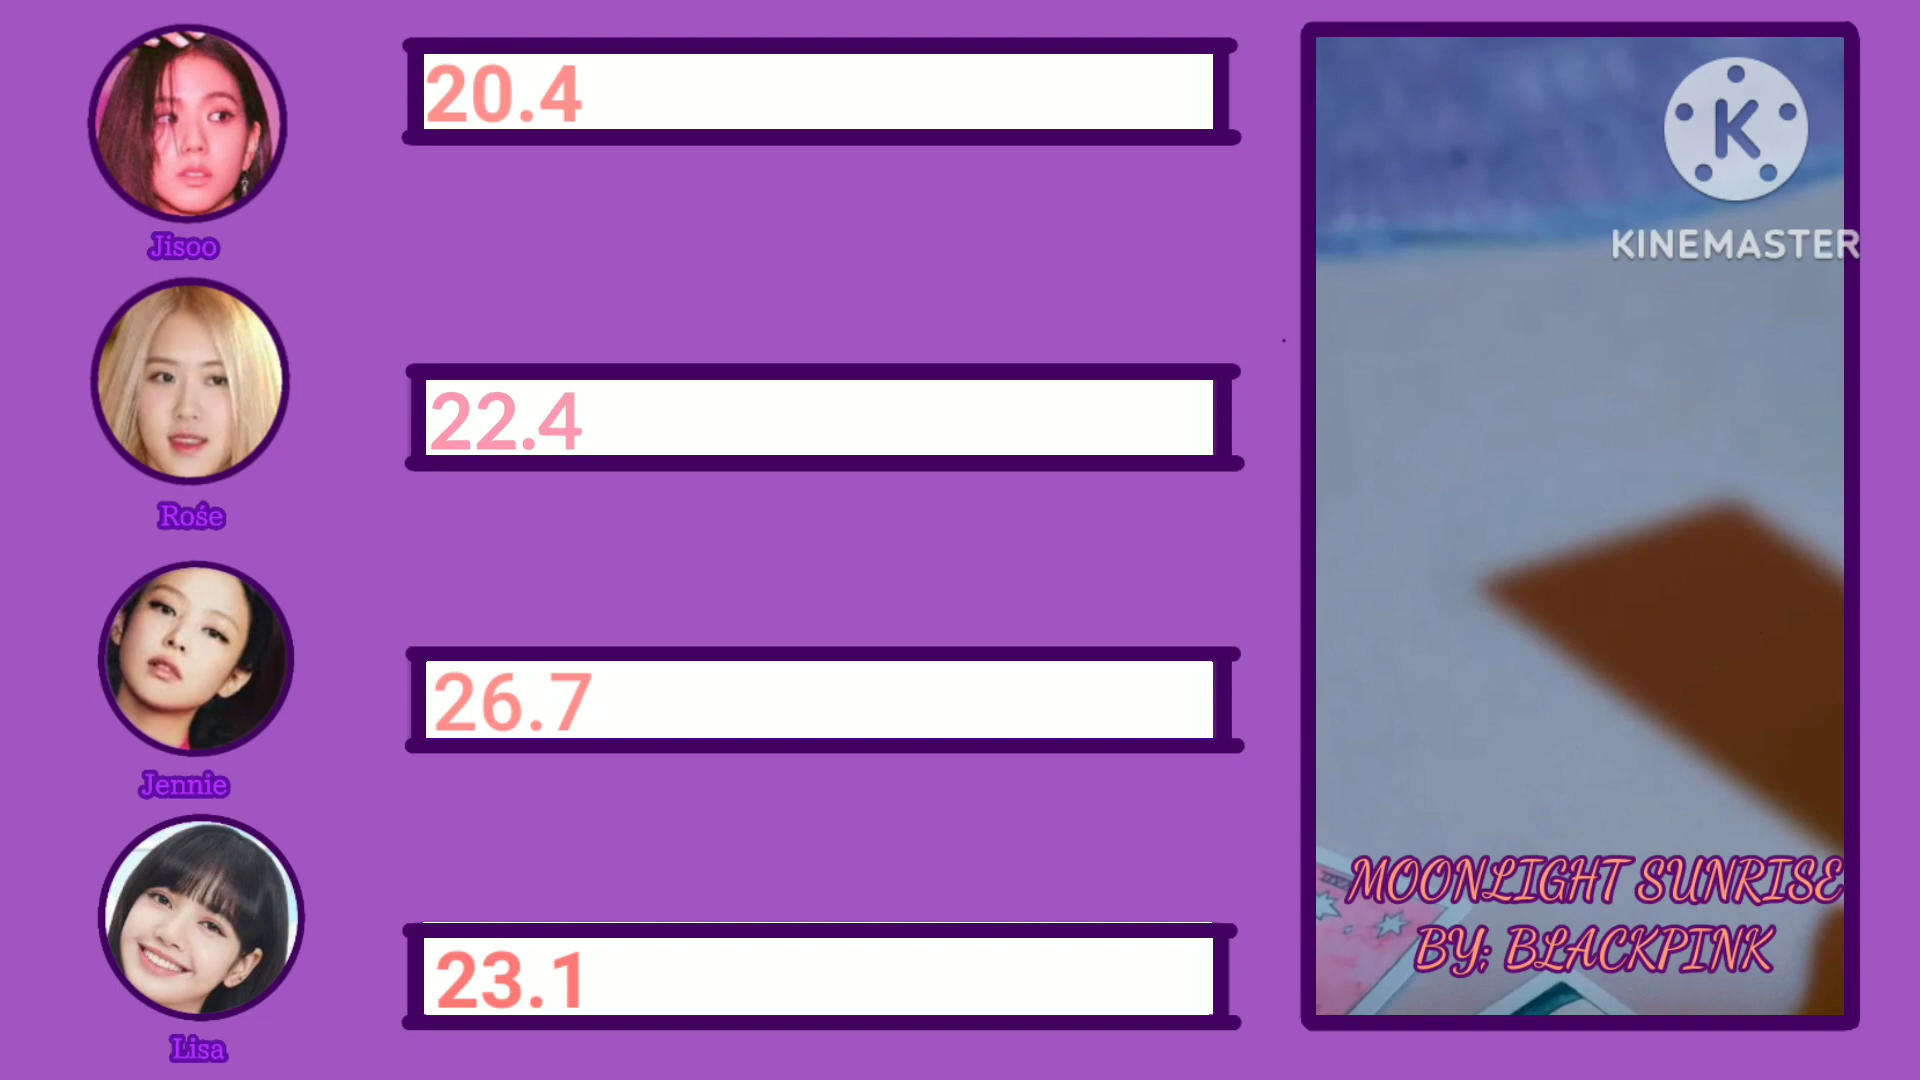 20.4
Jisoo
22.4
Rośe
26.7
Jennie
23.1
Lisa
K
KINEMASTER
MOONLIGHT SUNRISE
BY; BLACKPINK